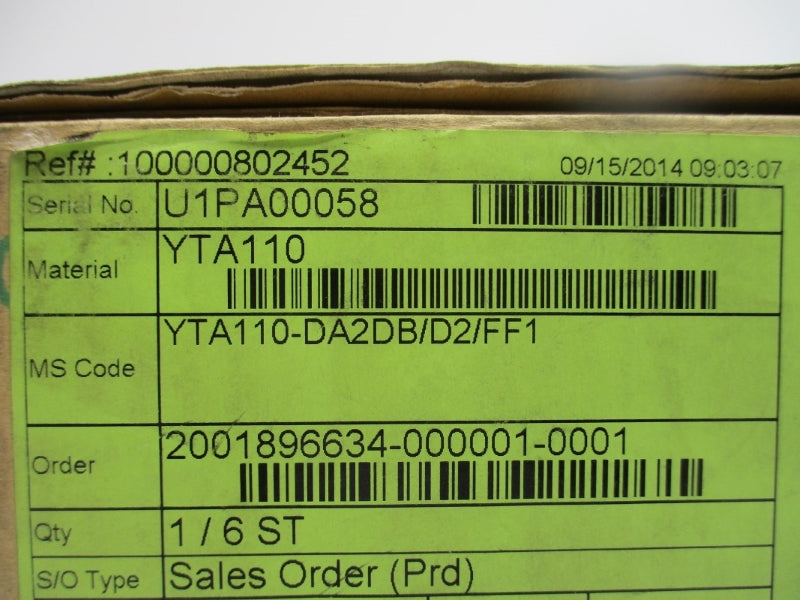 Ref# :100000802452 09/15/2014 09:03:07
Serial No. U1PA00058
Material YTA110
MS Code YTA110-DA2DB/D2/FF1
Order 2001896634-000001-0001
Qty 1 / 6 ST
S/O Type Sales Order (Prd)